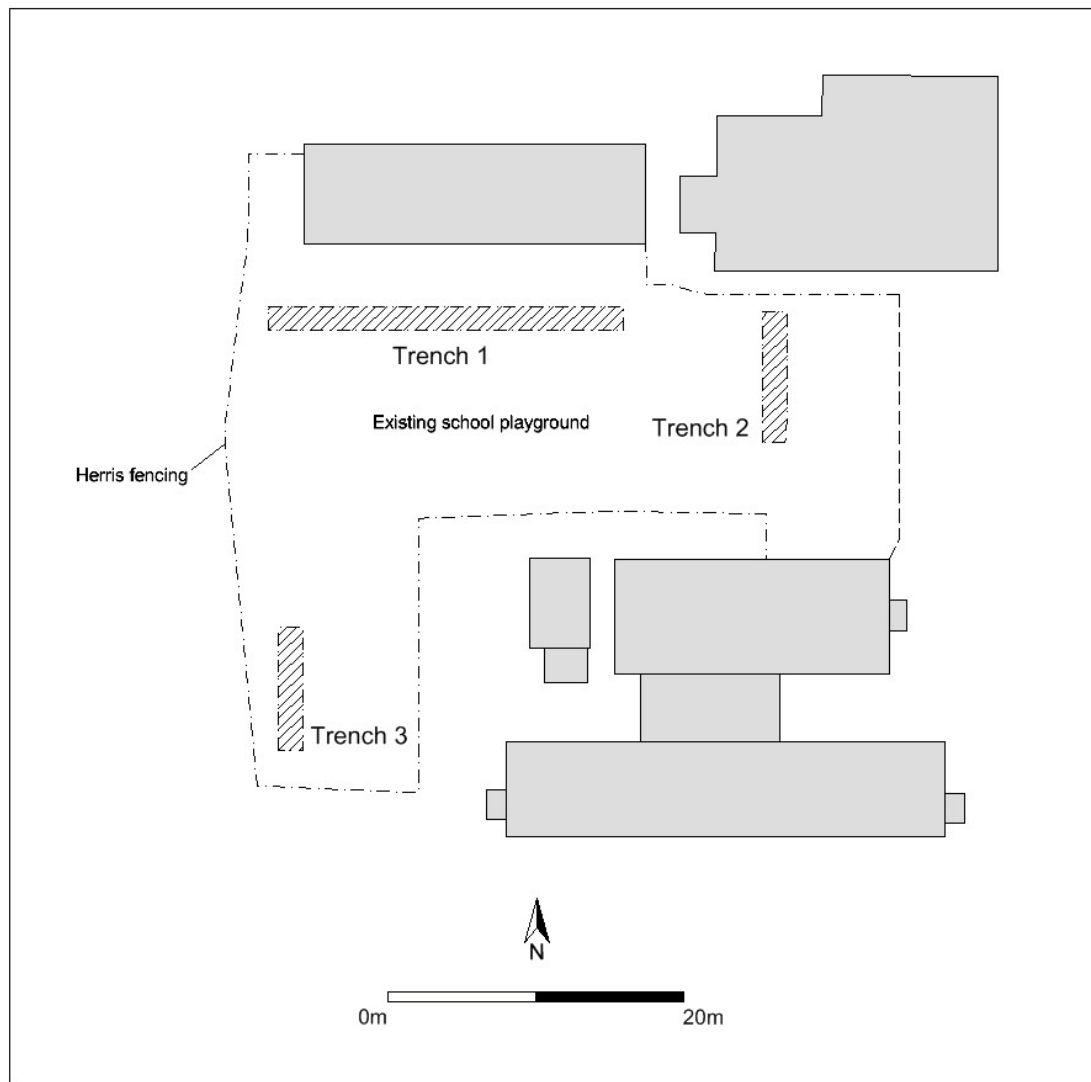 Trench 1
Existing school playground
Trench 2
Herris fencing
Trench 3
N
0m
20m